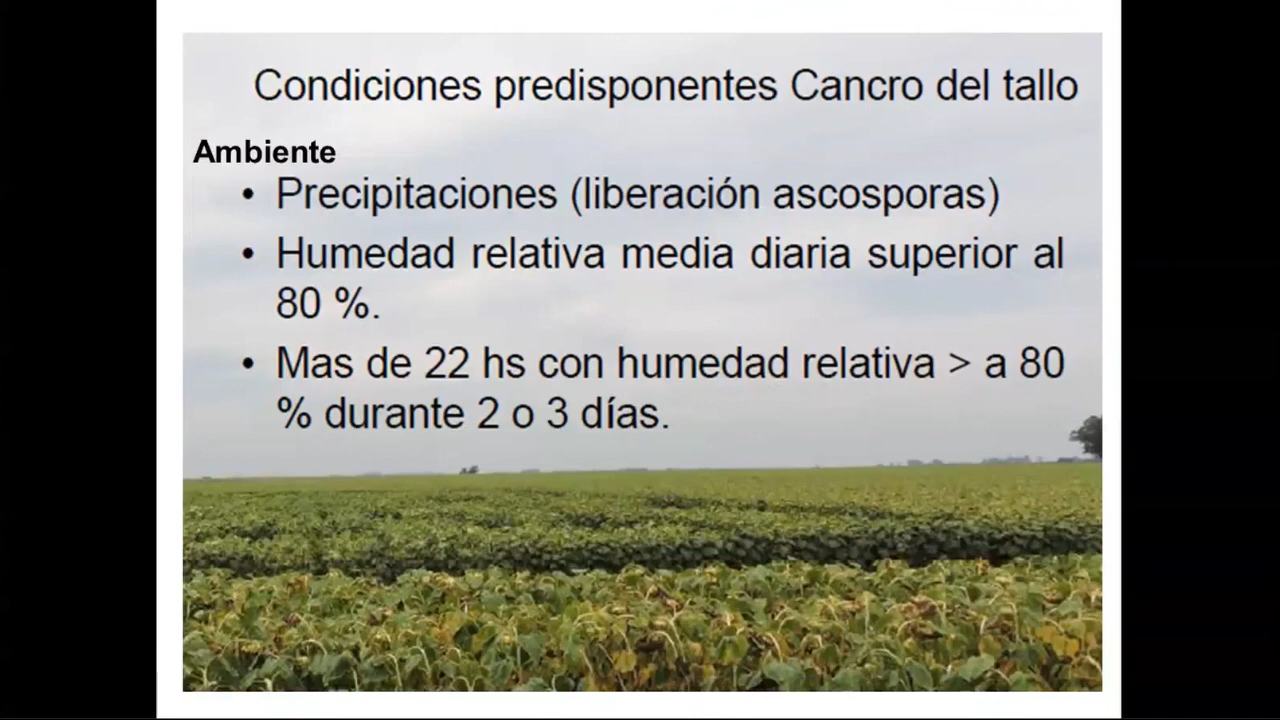 Condiciones predisponentes Cancro del tallo
Ambiente
• Precipitaciones (liberación ascosporas)
• Humedad relativa media diaria superior al
80 %.
• Mas de 22 hs con humedad relativa > a 80
% durante 2 o 3 días.